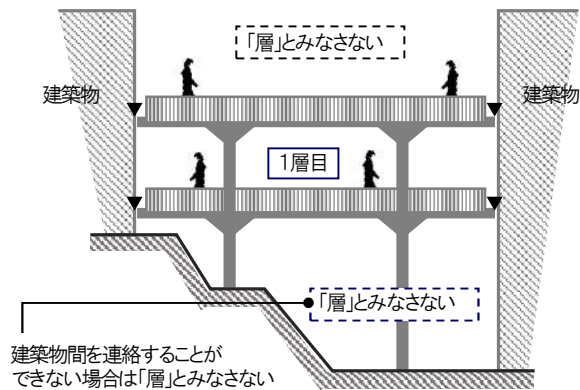 「層」とみなさない
建築物
建築物
1層目
「層」とみなさない
建築物間を連絡することが
できない場合は「層」とみなさない